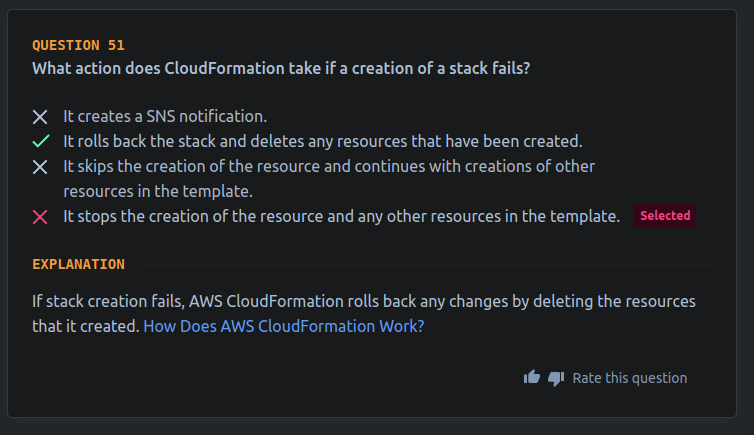 QUESTION 51
What action does CloudFormation take if a creation of a stack fails?
It creates a SNS notification.
It rolls back the stack and deletes any resources that have been created.
It skips the creation of the resource and continues with creations of other
resources in the template.
It stops the creation of the resource and any other resources in the template. Selected
EXPLANATION
If stack creation fails, AWS CloudFormation rolls back any changes by deleting the resources
that it created. How Does AWS CloudFormation Work?
Rate this question